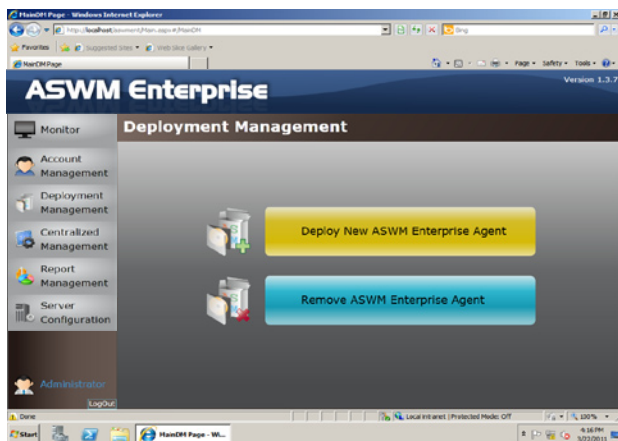 MainDM Page - Windows Internet Explorer
http://localhost/aswment/Main.aspx#/MainDM
Bing
Favorites
Suggested Sites
Web Slice Gallery
MainDM Page
Page
Safety
Tools
ASWM Enterprise
Version 1.3.7
Monitor
Deployment Management
Account
Management
Deployment
Management
Centralized
Management
Report
Management
Server
Configuration
Deploy New ASWM Enterprise Agent
Remove ASWM Enterprise Agent
Administrator
LogOut
Done
Local intranet | Protected Mode: Off
100%
Start
MainDM Page - Wi...
4:16 PM
3/22/2011